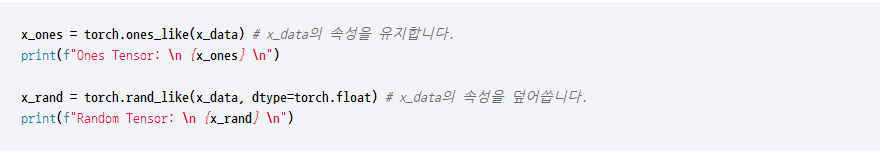 x_ones = torch.ones_like(x_data) # x_data의 속성을 유지합니다.
print(f"Ones Tensor: \n {x_ones} \n")
x_rand = torch.rand_like(x_data, dtype=torch.float) # x_data의 속성을 덮어씁니다.
print(f"Random Tensor: \n {x_rand} \n")